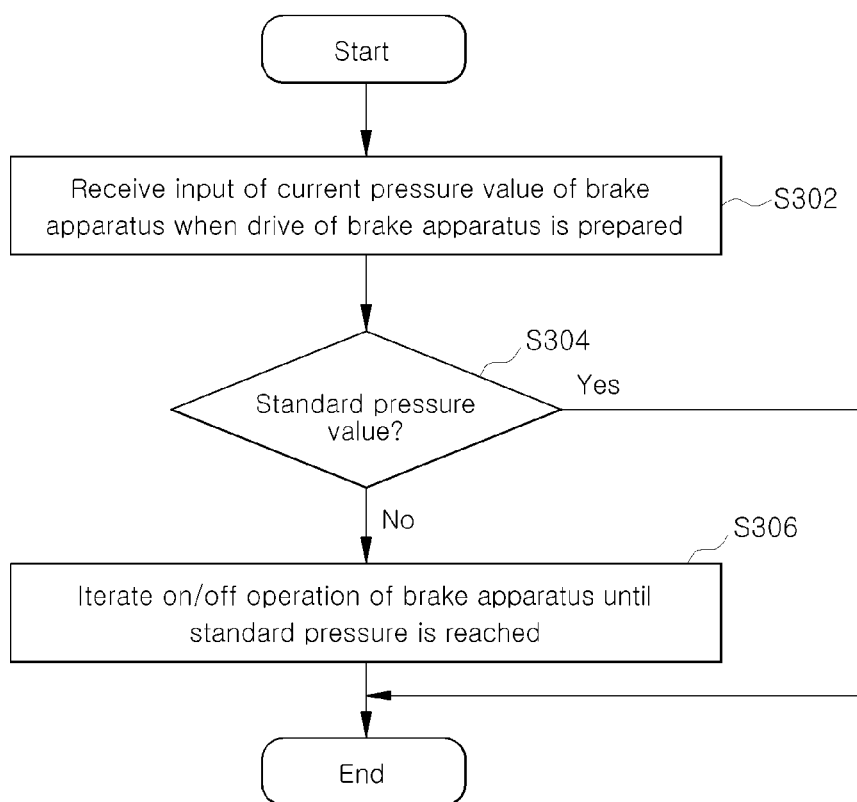 Start
Receive input of current pressure value of brake
apparatus when drive of brake apparatus is prepared
S302
S304
Standard pressure
value?
Yes
No
S306
Iterate on/off operation of brake apparatus until
standard pressure is reached
End